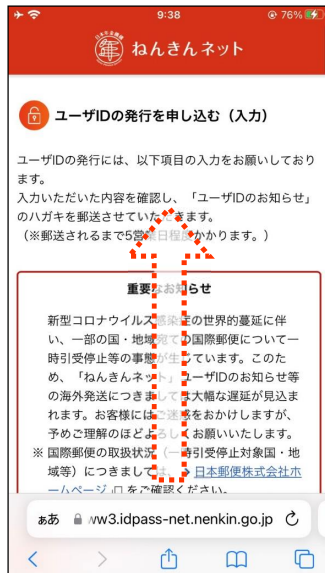 9:38
76%
ねんきんネット
ユーザIDの発行を申し込む（入力）
ユーザIDの発行には、以下項目の入力をお願いしており
ます。
入力いただいた内容を確認し、「ユーザIDのお知らせ」
のハガキを郵送させていただきます。
（※郵送されるまで5営業日程度かかります。）
重要なお知らせ
新型コロナウイルス感染症の世界的蔓延に伴
い、一部の国・地域宛ての国際郵便について一
時引受停止等の事態が生じています。このた
め、「ねんきんネット」ユーザIDのお知らせ等
の海外発送につきましては大幅な遅延が見込ま
れます。お客様にはご迷惑をおかけしますが、
予めご理解のほどよろしくお願いいたします。
※ 国際郵便の取扱状況（一時引受停止対象国・地
域等）につきましては、 日本郵便株式会社ホ
ームページ をご確認ください。
ああ ww3.idpass-net.nenkin.go.jp